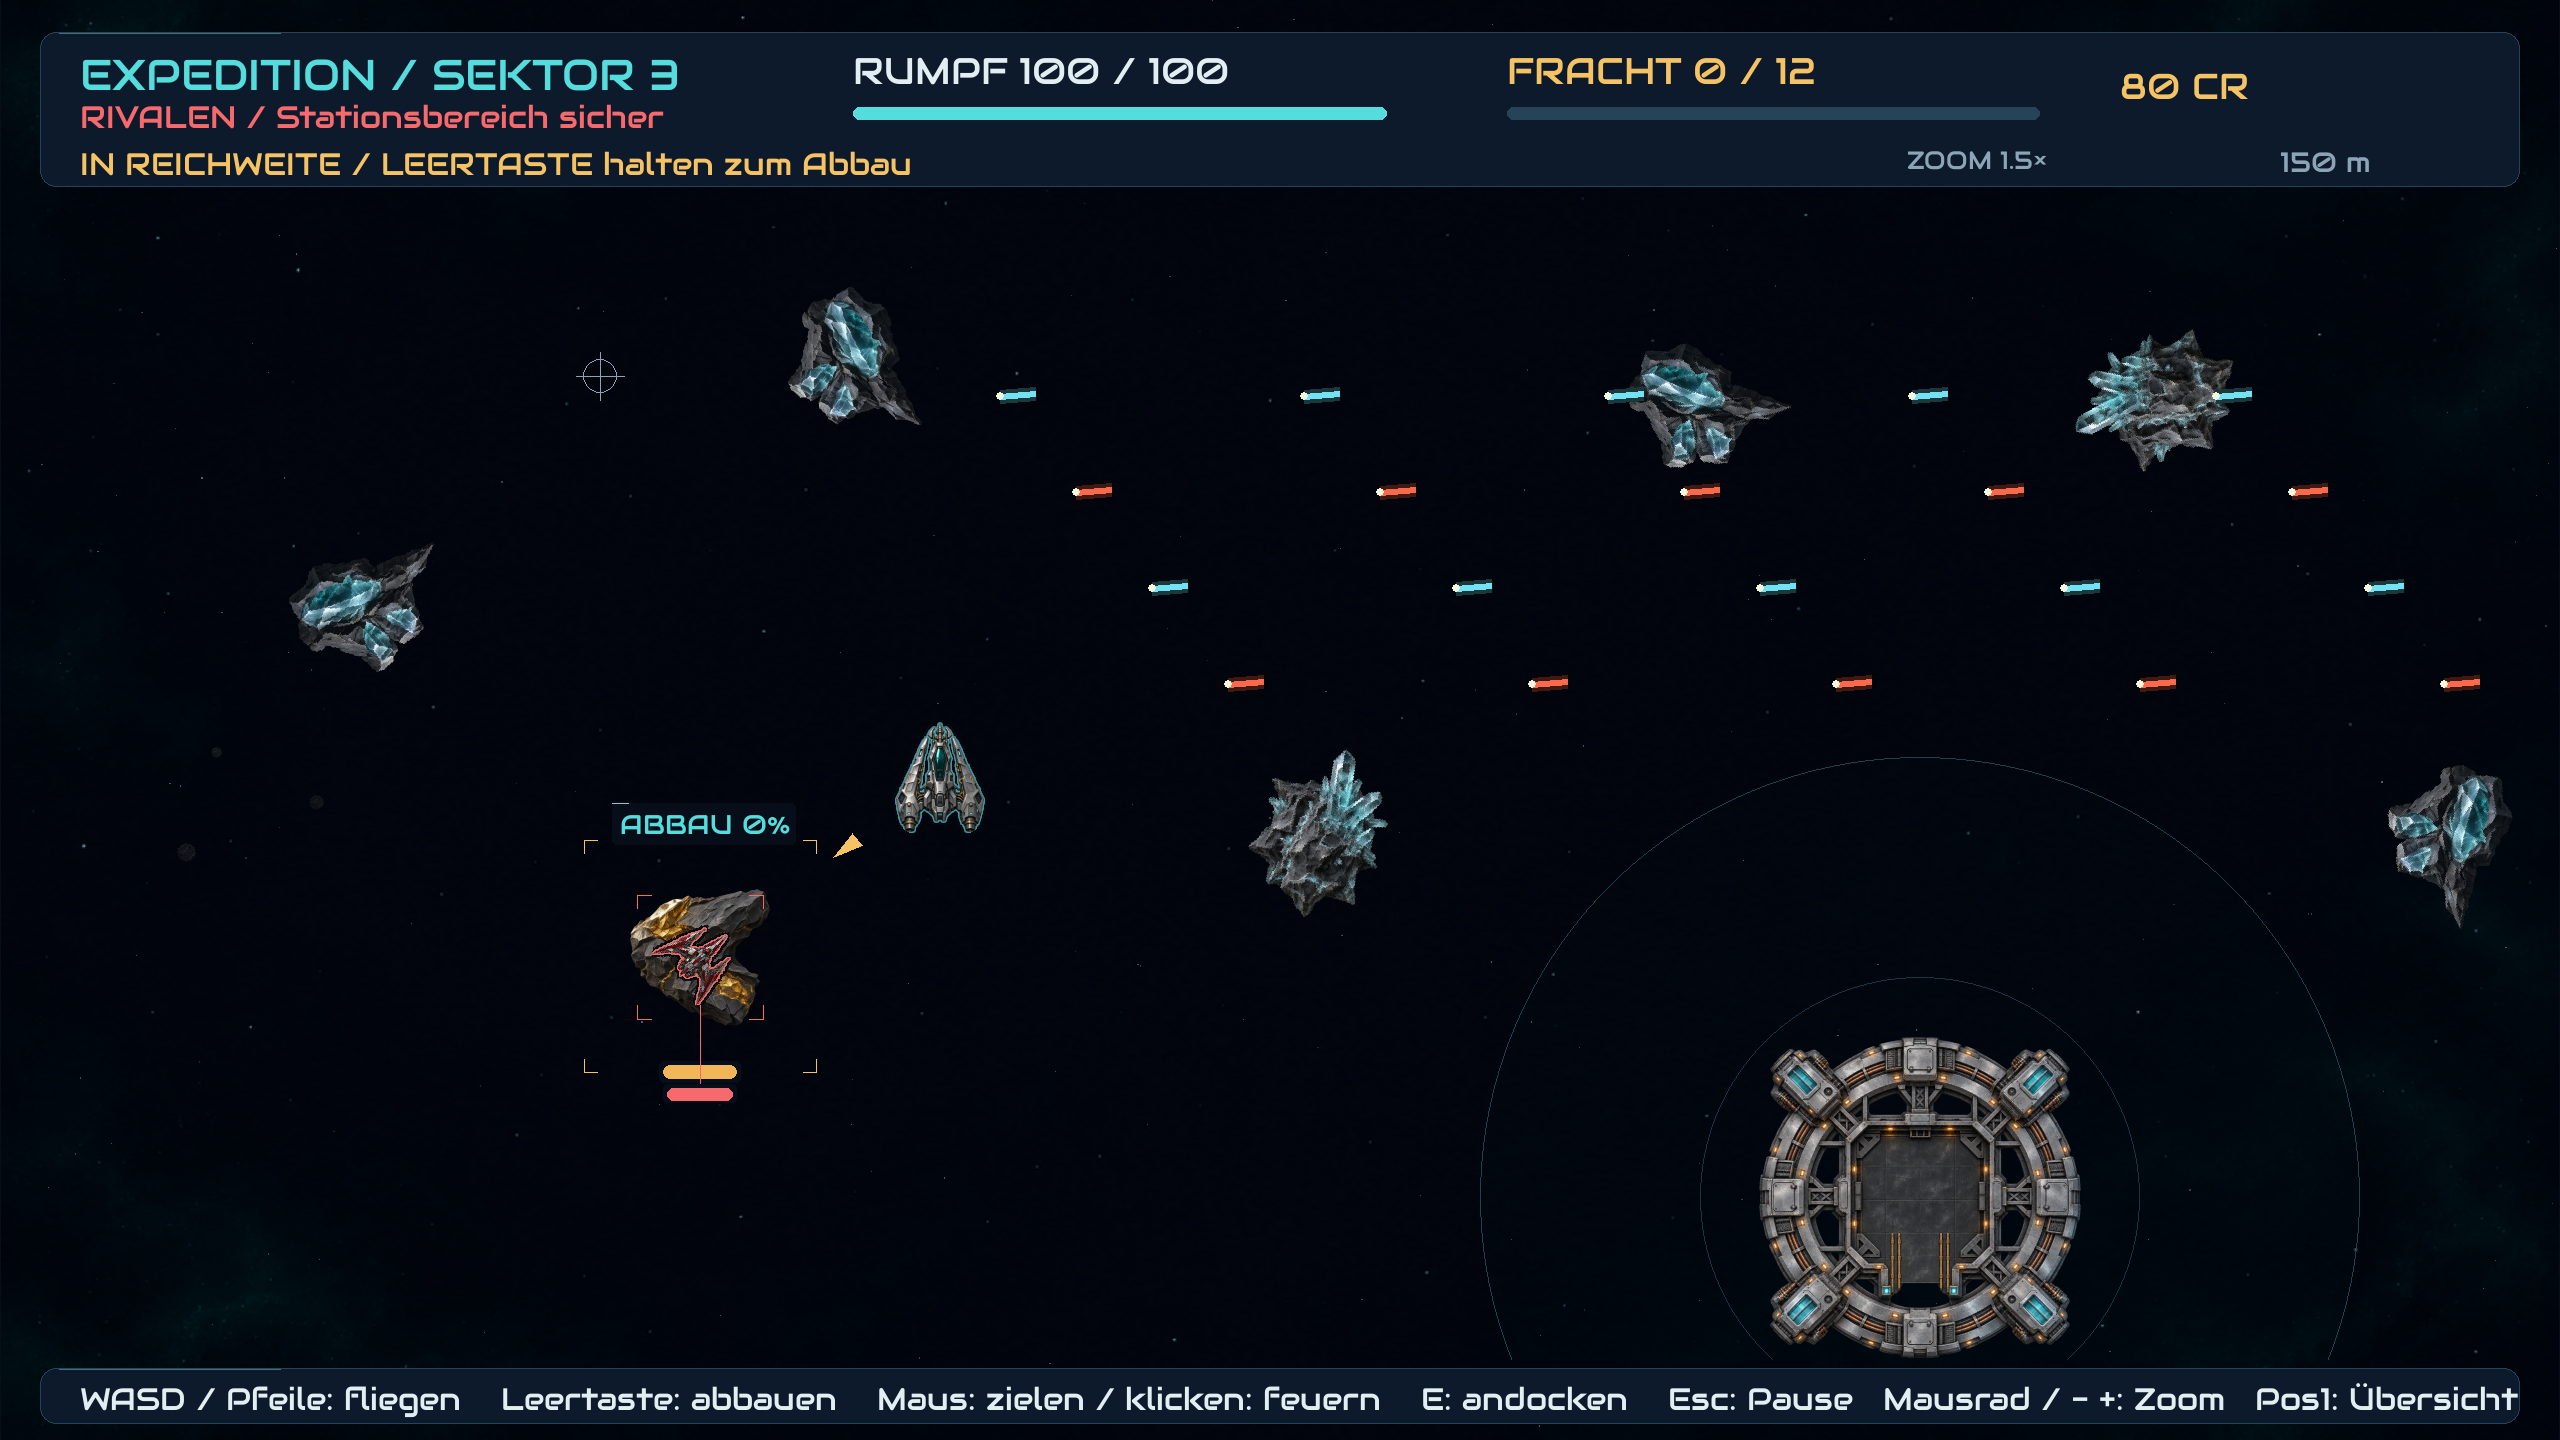 EXPEDITION / SEKTOR 3
RIVALEN / Stationsbereich sicher
IN REICHWEITE / LEERTASTE halten zum Abbau
RUMPF 100 / 100
FRACHT 0 / 12
80 CR
ZOOM 1.5×
150 m
ABBAU 0%
WASD / Pfeile: fliegen Leertaste: abbauen Maus: zielen / klicken: feuern E: andocken Esc: Pause Mausrad / - +: Zoom Pos1: Übersicht